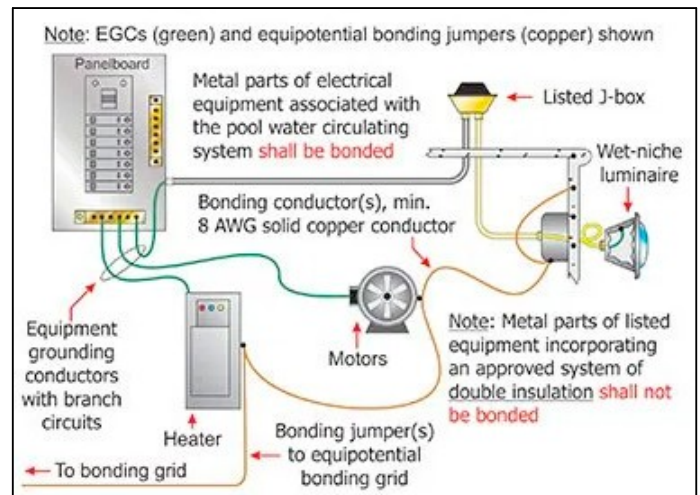 Note: EGCs (green) and equipotential bonding jumpers (copper) shown
Panelboard
Metal parts of electrical
equipment associated with
the pool water circulating
system shall be bonded
Listed J-box
Wet-niche
luminaire
Bonding conductor(s), min.
8 AWG solid copper conductor
Equipment
grounding
conductors
with branch
circuits
Motors
Note: Metal parts of listed
equipment incorporating
an approved system of
double insulation shall not
be bonded
Heater
Bonding jumper(s)
to equipotential
bonding grid
To bonding grid